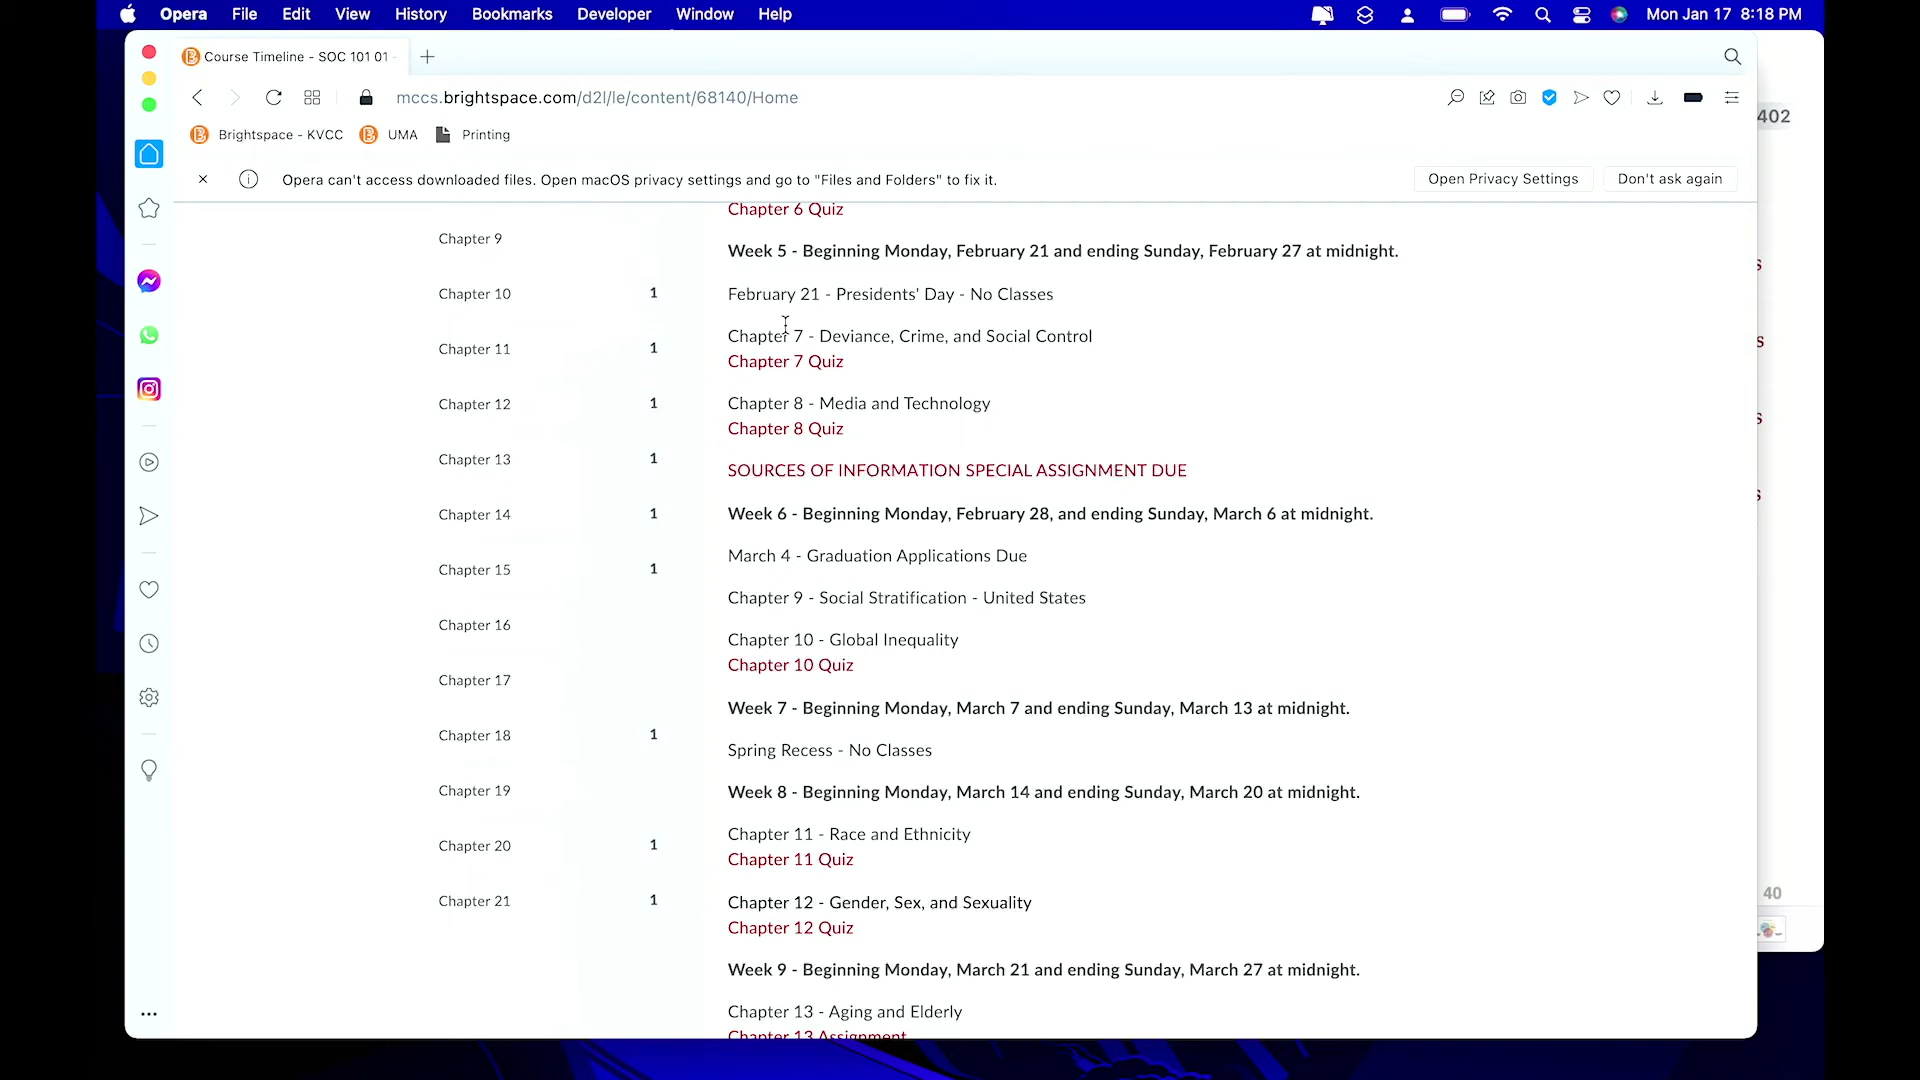 Opera File Edit View History Bookmarks Developer Window Help Mon Jan 17 8:18 PM
Course Timeline - SOC 101 01 -
mccs.brightspace.com/d2l/le/content/68140/Home
402
Brightspace - KVCC UMA Printing
Opera can't access downloaded files. Open macOS privacy settings and go to "Files and Folders" to fix it. Open Privacy Settings Don't ask again
Chapter 9
Chapter 10 1
Chapter 11 1
Chapter 12 1
Chapter 13 1
Chapter 14 1
Chapter 15 1
Chapter 16
Chapter 17
Chapter 18 1
Chapter 19
Chapter 20 1
Chapter 21 1
Chapter 6 Quiz
Week 5 - Beginning Monday, February 21 and ending Sunday, February 27 at midnight.
February 21 - Presidents' Day - No Classes
Chapter 7 - Deviance, Crime, and Social Control
Chapter 7 Quiz
Chapter 8 - Media and Technology
Chapter 8 Quiz
SOURCES OF INFORMATION SPECIAL ASSIGNMENT DUE
Week 6 - Beginning Monday, February 28, and ending Sunday, March 6 at midnight.
March 4 - Graduation Applications Due
Chapter 9 - Social Stratification - United States
Chapter 10 - Global Inequality
Chapter 10 Quiz
Week 7 - Beginning Monday, March 7 and ending Sunday, March 13 at midnight.
Spring Recess - No Classes
Week 8 - Beginning Monday, March 14 and ending Sunday, March 20 at midnight.
Chapter 11 - Race and Ethnicity
Chapter 11 Quiz
Chapter 12 - Gender, Sex, and Sexuality
Chapter 12 Quiz
Week 9 - Beginning Monday, March 21 and ending Sunday, March 27 at midnight.
Chapter 13 - Aging and Elderly
Chapter 13 Assignment
s
s
s
s
40